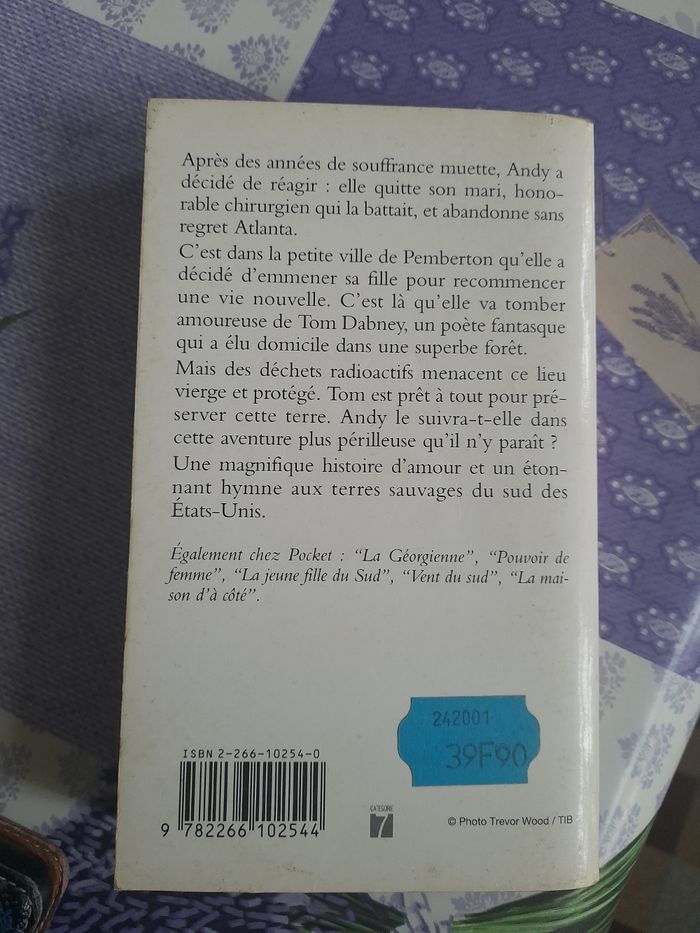 Après des années de souffrance muette, Andy a
décidé de réagir : elle quitte son mari, hono-
rable chirurgien qui la battait, et abandonne sans
regret Atlanta.
C'est dans la petite ville de Pemberton qu'elle a
décidé d'emmener sa fille pour recommencer
une vie nouvelle. C'est là qu'elle va tomber
amoureuse de Tom Dabney, un poète fantasque
qui a élu domicile dans une superbe forêt.
Mais des déchets radioactifs menacent ce lieu
vierge et protégé. Tom est prêt à tout pour pré-
server cette terre. Andy le suivra-t-elle dans
cette aventure plus périlleuse qu'il n'y paraît ?
Une magnifique histoire d'amour et un éton-
nant hymne aux terres sauvages du sud des
États-Unis.
Également chez Pocket : “La Géorgienne”, “Pouvoir de
femme”, “La jeune fille du Sud”, “Vent du sud”, “La mai-
son d'à côté”.
242001
39F90
ISBN 2-266-10254-0
9 782266 102544
CATÉGORIE
7
© Photo Trevor Wood / TIB